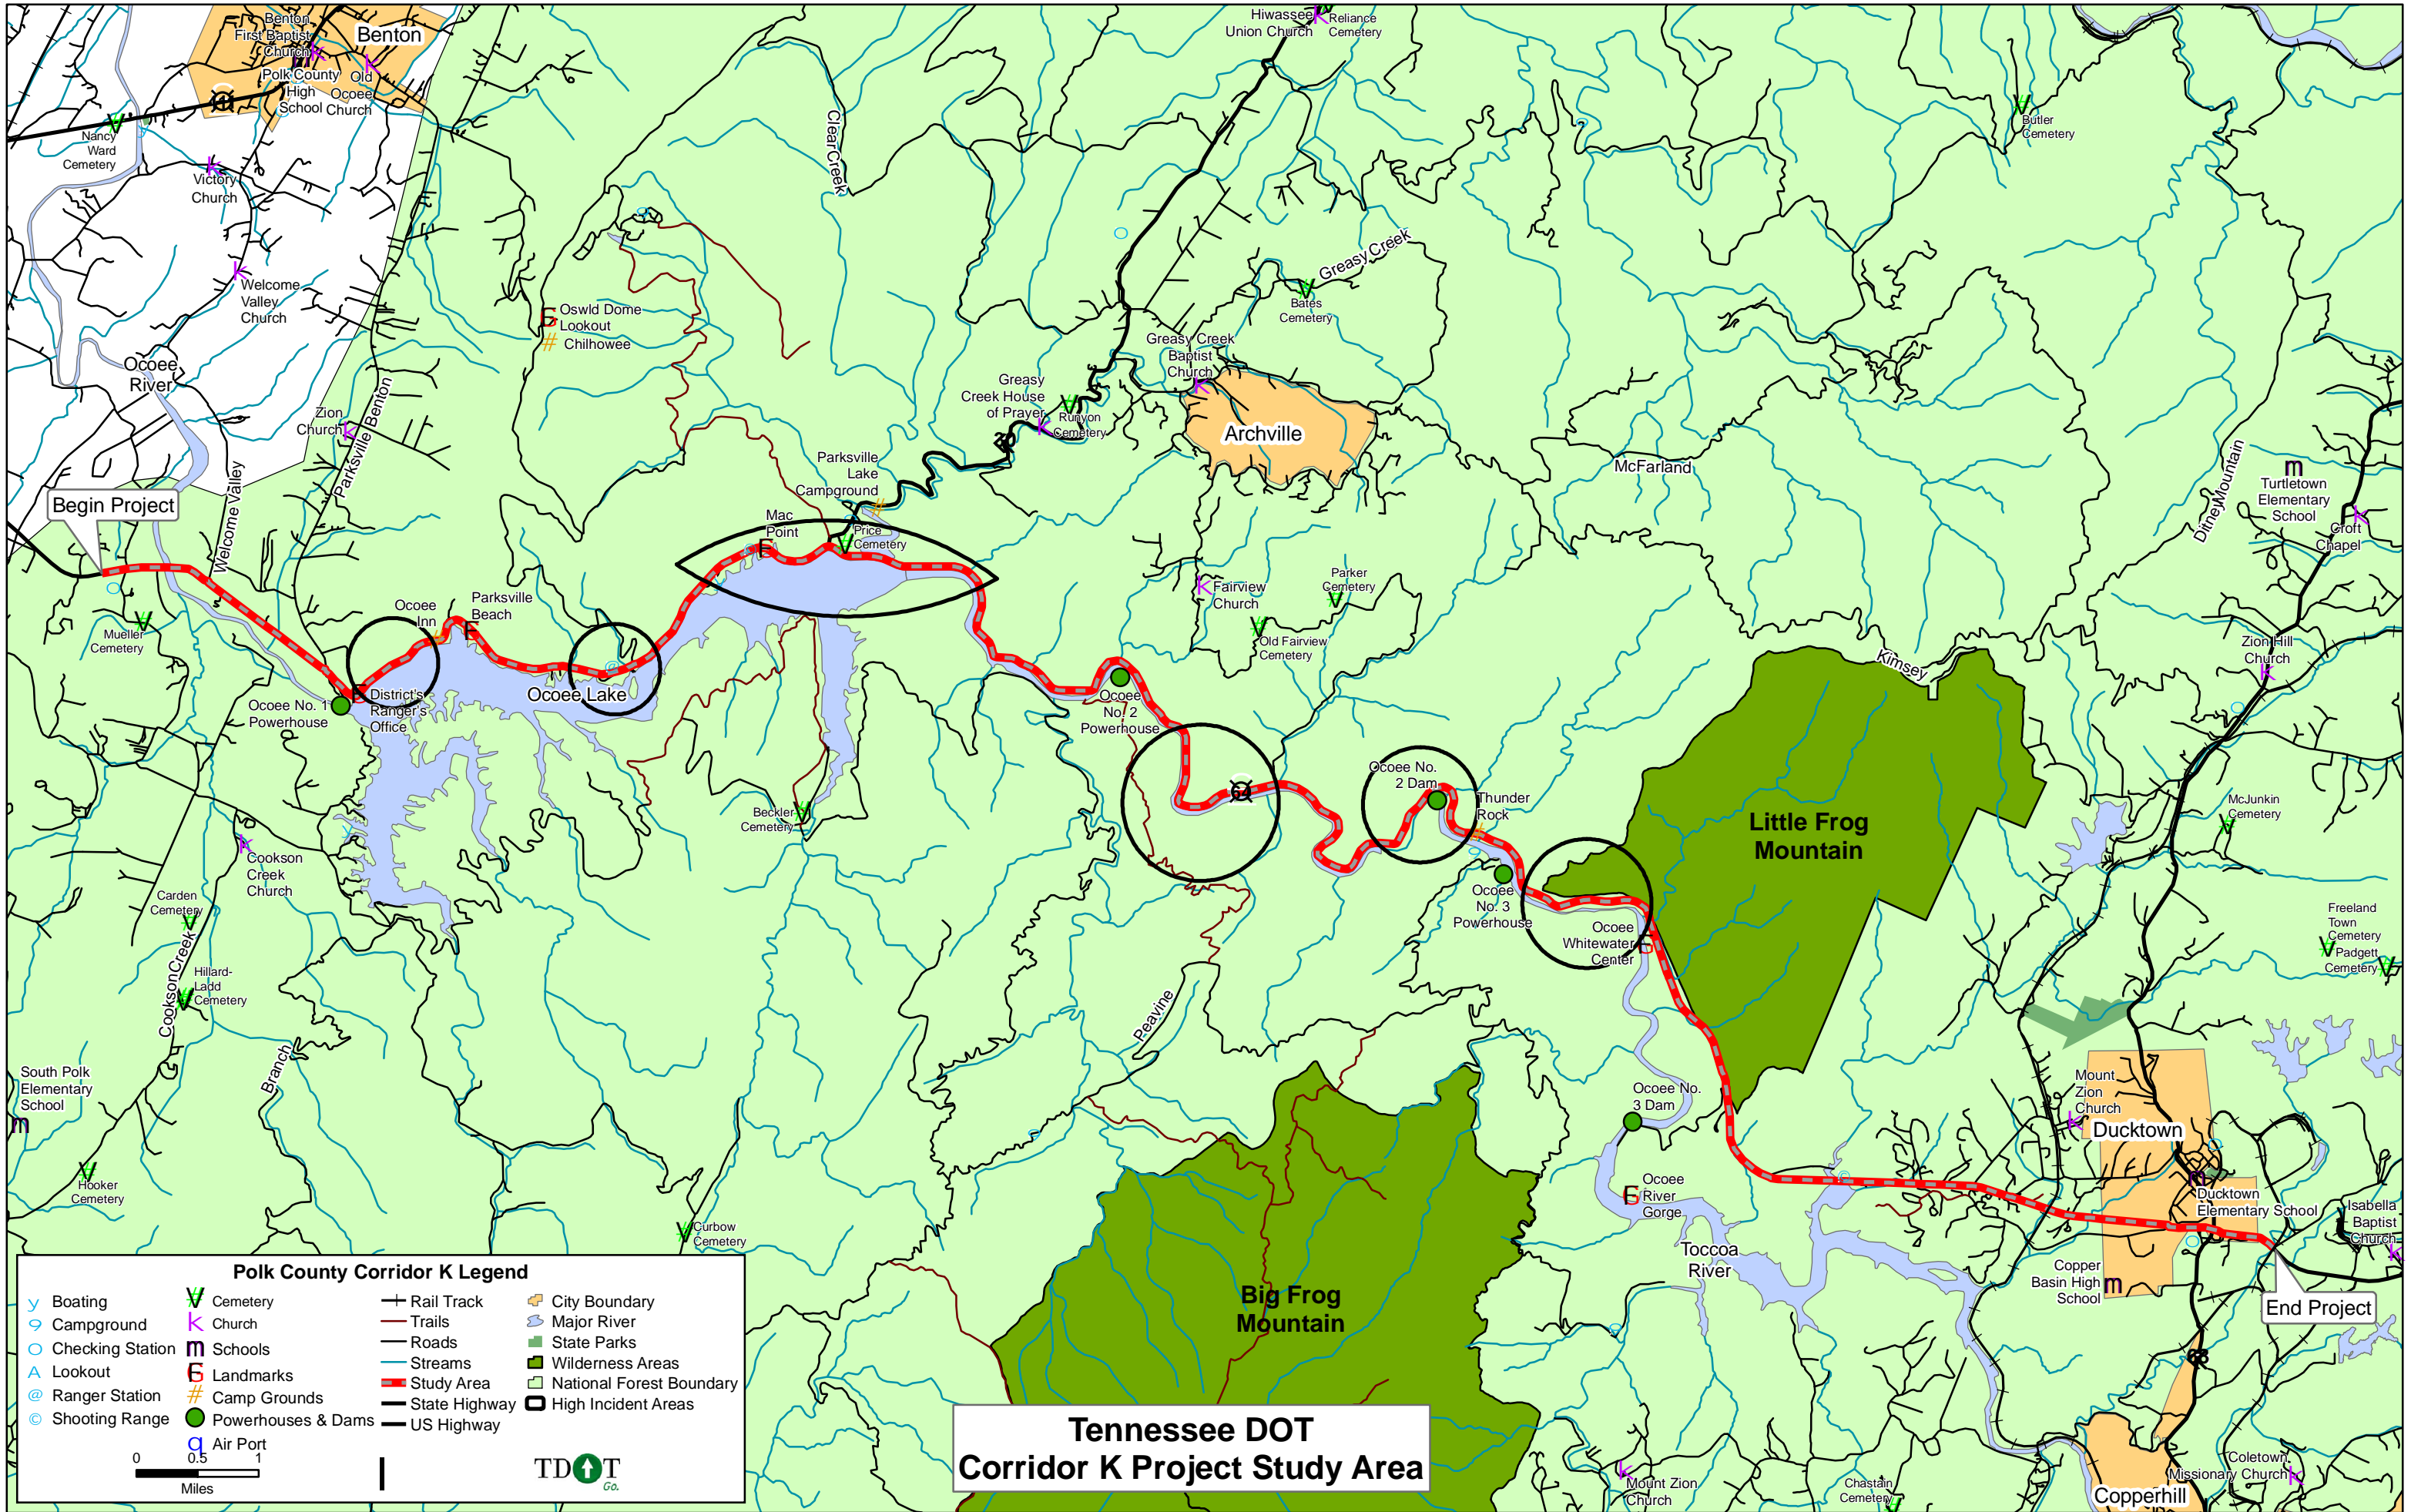 Benton
First Baptist
Church
Benton
Polk County
High
School
Old
Ocoee
Church
Nancy
Ward
Cemetery
Victory
Church
Welcome
Valley
Church
Ocoee
River
Zion
Church
Parksville Benton
Welcome Valley
Begin Project
Mueller
Cemetery
Oswld Dome
Lookout
Chilhowee
Clear Creek
Hiwassee
Union Church
Reliance
Cemetery
Butler
Cemetery
Greasy Creek
Bates
Cemetery
Greasy Creek
Baptist
Church
Greasy
Creek House
of Prayer
Runyon
Cemetery
Archville
McFarland
Parksville
Lake
Campground
Mac
Point
Price
Cemetery
Ocoee
Inn
Parksville
Beach
Ocoee No. 1
Powerhouse
District's
Ranger's
Office
Ocoee Lake
Fairview
Church
Parker
Cemetery
Old Fairview
Cemetery
Ocoee
No. 2
Powerhouse
64
Beckler
Cemetery
Ocoee No.
2 Dam
Thunder
Rock
Ocoee
No. 3
Powerhouse
Ocoee
Whitewater
Center
Kimsey
Little Frog
Mountain
Ditney Mountain
Turtletown
Elementary
School
Croft
Chapel
Zion Hill
Church
McJunkin
Cemetery
Freeland
Town
Cemetery
Padgett
Cemetery
Cookson
Creek
Church
Carden
Cemetery
Cookson Creek
Hillard-
Ladd
Cemetery
Branch
South Polk
Elementary
School
Hooker
Cemetery
Curbow
Cemetery
Peavine
Big Frog
Mountain
Ocoee No.
3 Dam
Ocoee
River
Gorge
Toccoa
River
Mount
Zion
Church
Ducktown
Ducktown
Elementary School
Isabella
Baptist
Church
Copper
Basin High
School
End Project
68
Mount Zion
Church
Chastain
Cemetery
Coletown
Missionary Church
Copperhill
Polk County Corridor K Legend
Boating
Campground
Checking Station
Lookout
Ranger Station
Shooting Range
Cemetery
Church
Schools
Landmarks
Camp Grounds
Powerhouses & Dams
Air Port
Rail Track
Trails
Roads
Streams
Study Area
State Highway
US Highway
City Boundary
Major River
State Parks
Wilderness Areas
National Forest Boundary
High Incident Areas
0 0.5 1
Miles
TDOT
Go.
Tennessee DOT
Corridor K Project Study Area